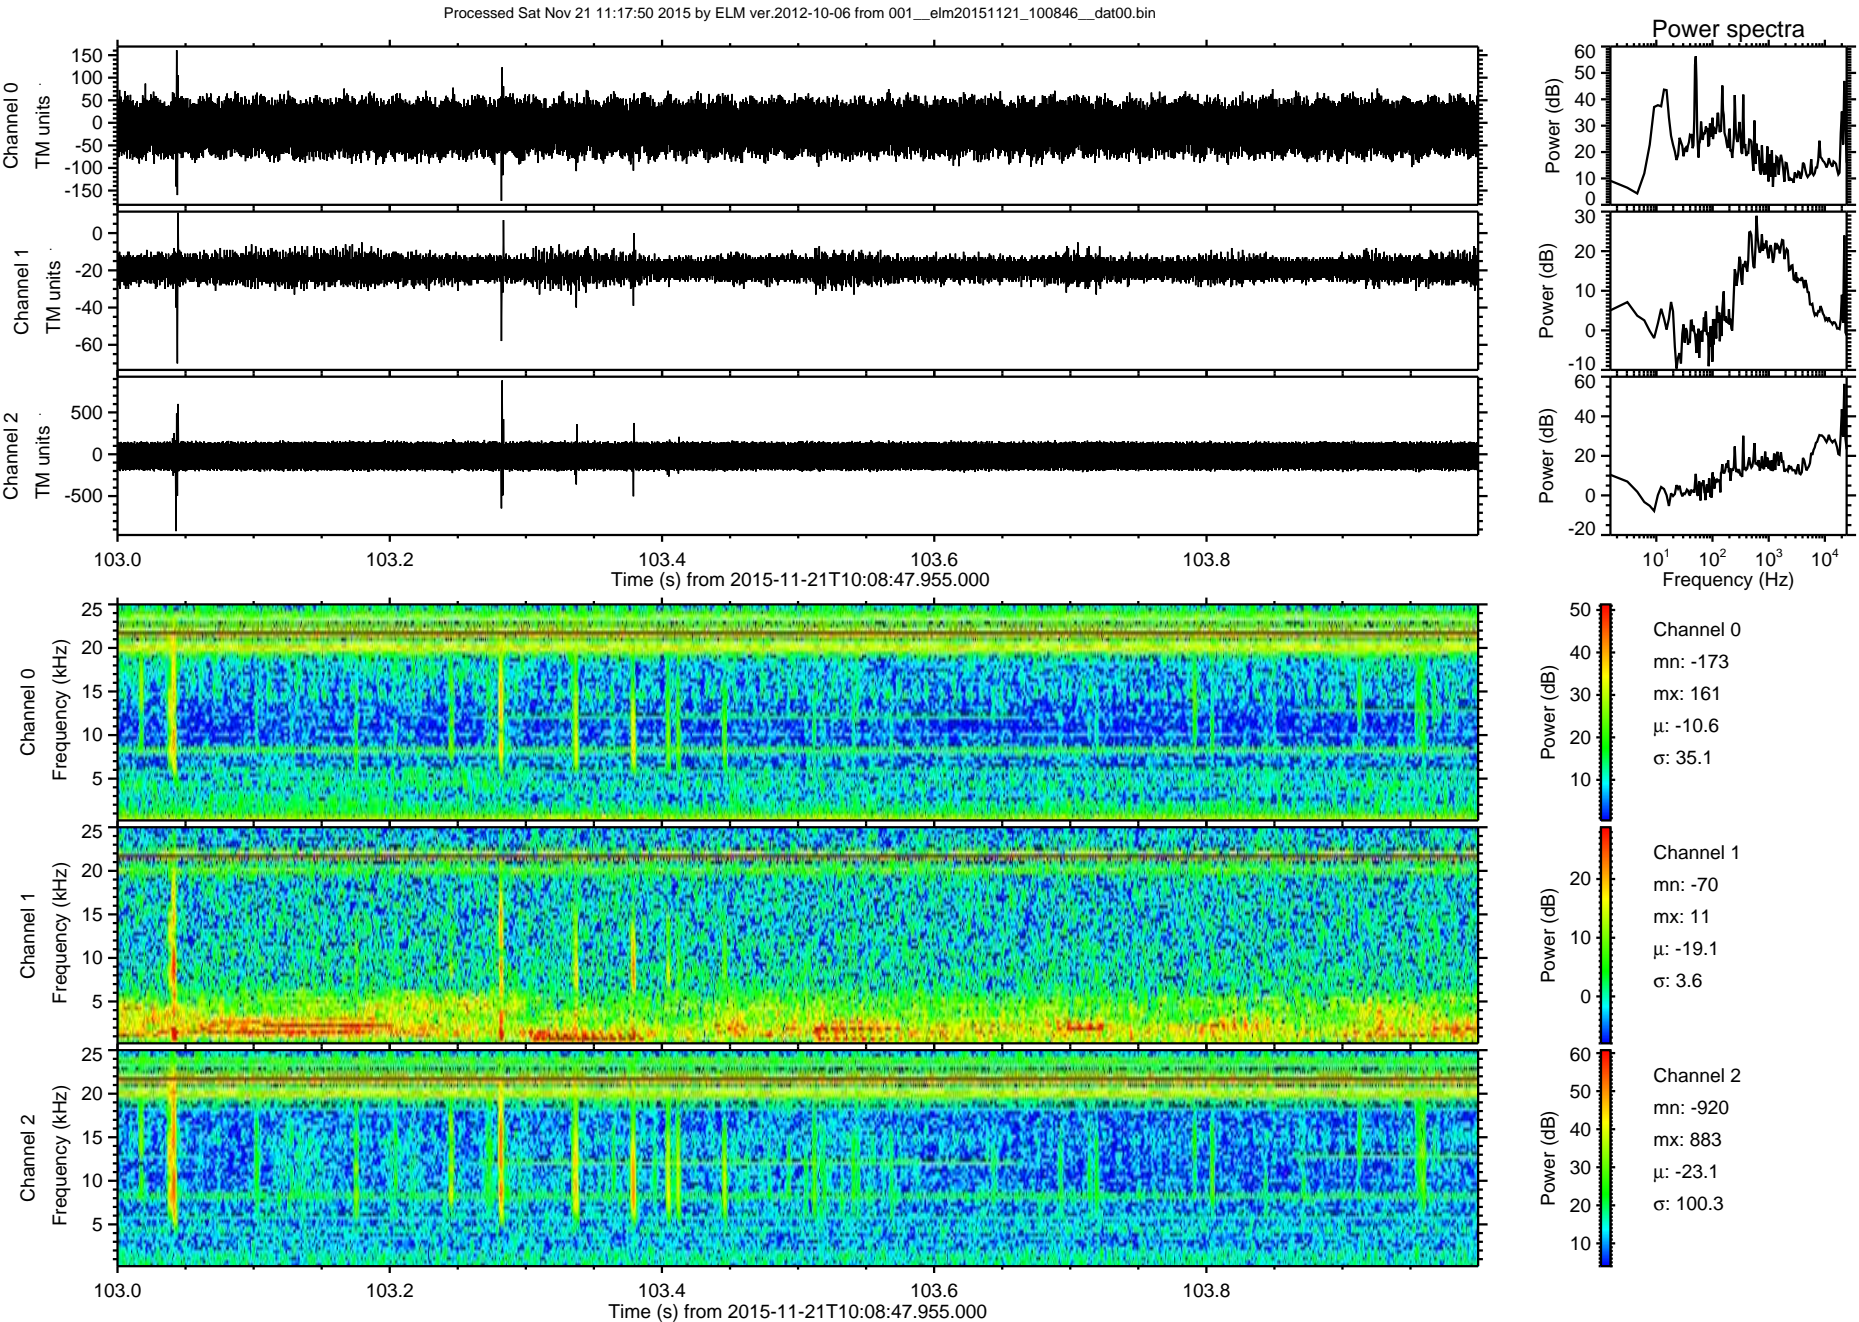 Processed Sat Nov 21 11:17:50 2015 by ELM ver.2012-10-06 from 001__elm20151121_100846__dat00.bin
Power spectra
Channel 0
TM units
150
100
50
0
-50
-100
-150
Power (dB)
60
50
40
30
20
10
0
Channel 1
TM units
0
-20
-40
-60
Power (dB)
30
20
10
0
-10
Channel 2
TM units
500
0
-500
Power (dB)
60
40
20
0
-20
103.0 103.2 103.4 103.6 103.8
Time (s) from 2015-11-21T10:08:47.955.000
10^1 10^2 10^3 10^4
Frequency (Hz)
Channel 0
Frequency (kHz)
25
20
15
10
5
Power (dB)
50
40
30
20
10
Channel 0
mn: -173
mx: 161
μ: -10.6
σ: 35.1
Channel 1
Frequency (kHz)
25
20
15
10
5
Power (dB)
20
10
0
Channel 1
mn: -70
mx: 11
μ: -19.1
σ: 3.6
Channel 2
Frequency (kHz)
25
20
15
10
5
Power (dB)
60
50
40
30
20
10
Channel 2
mn: -920
mx: 883
μ: -23.1
σ: 100.3
103.0 103.2 103.4 103.6 103.8
Time (s) from 2015-11-21T10:08:47.955.000